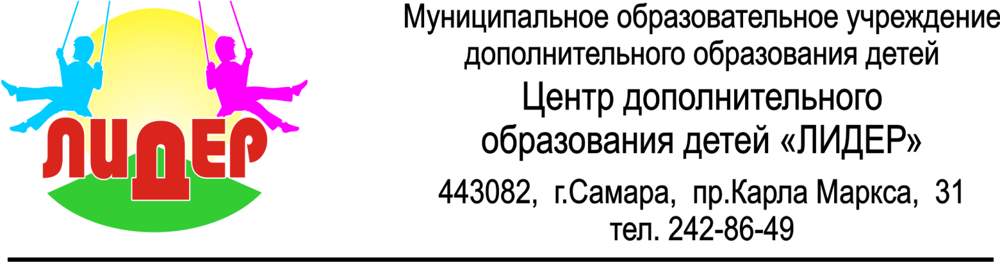 ЛИДЕР
Муниципальное образовательное учреждение
дополнительного образования детей
Центр дополнительного
образования детей «ЛИДЕР»
443082, г.Самара, пр.Карла Маркса, 31
тел. 242-86-49